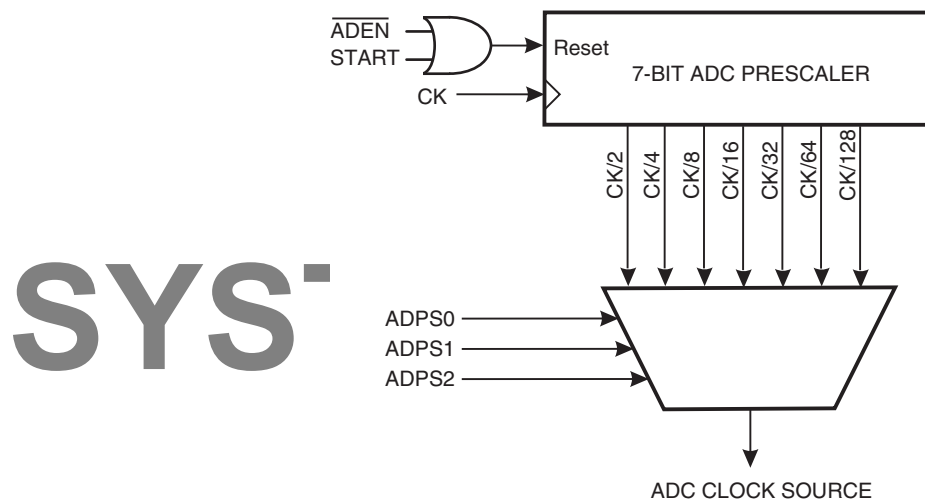 ADEN
START
Reset
7-BIT ADC PRESCALER
CK
CK/2
CK/4
CK/8
CK/16
CK/32
CK/64
CK/128
SYS
ADPS0
ADPS1
ADPS2
ADC CLOCK SOURCE